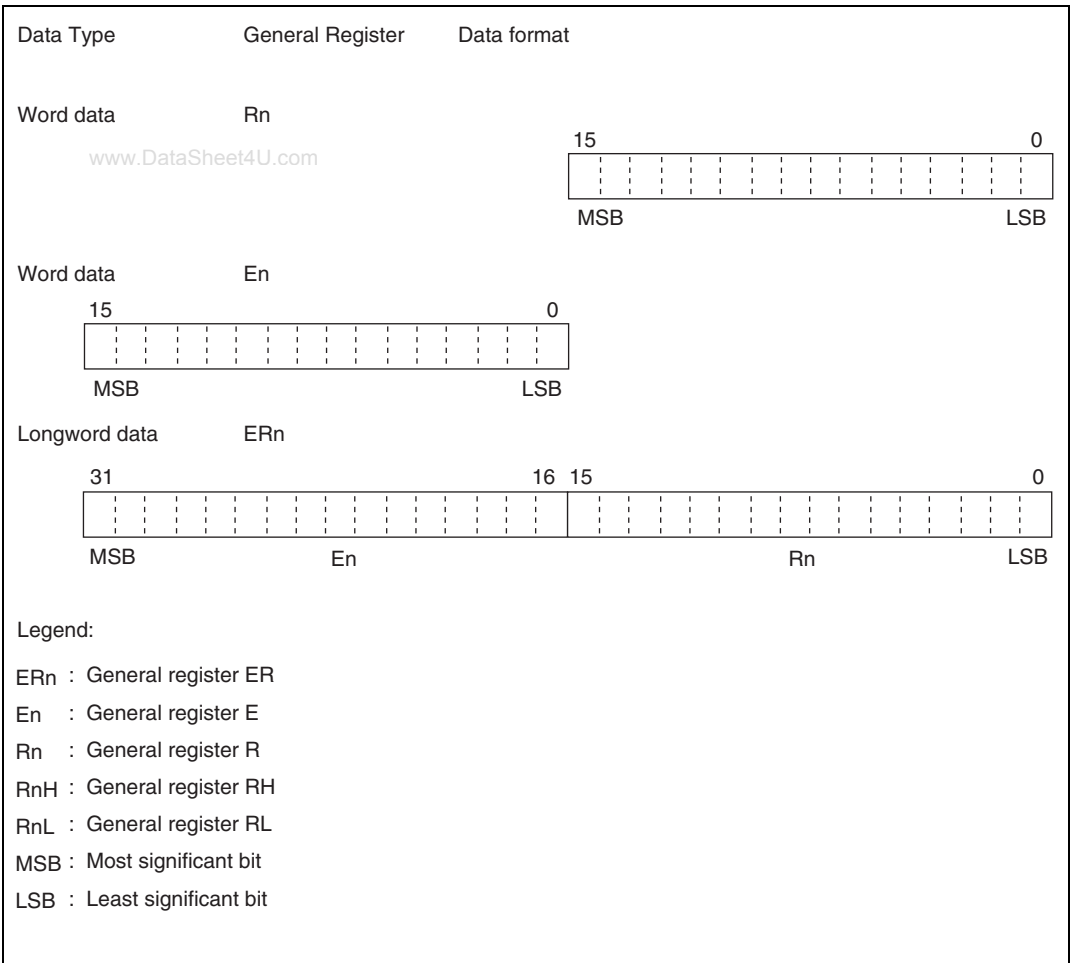 Data Type General Register Data format
Word data Rn
www.DataSheet4U.com
15 0
MSB LSB
Word data En
15 0
MSB LSB
Longword data ERn
31 16 15 0
MSB En Rn LSB
Legend:
ERn : General register ER
En : General register E
Rn : General register R
RnH : General register RH
RnL : General register RL
MSB : Most significant bit
LSB : Least significant bit